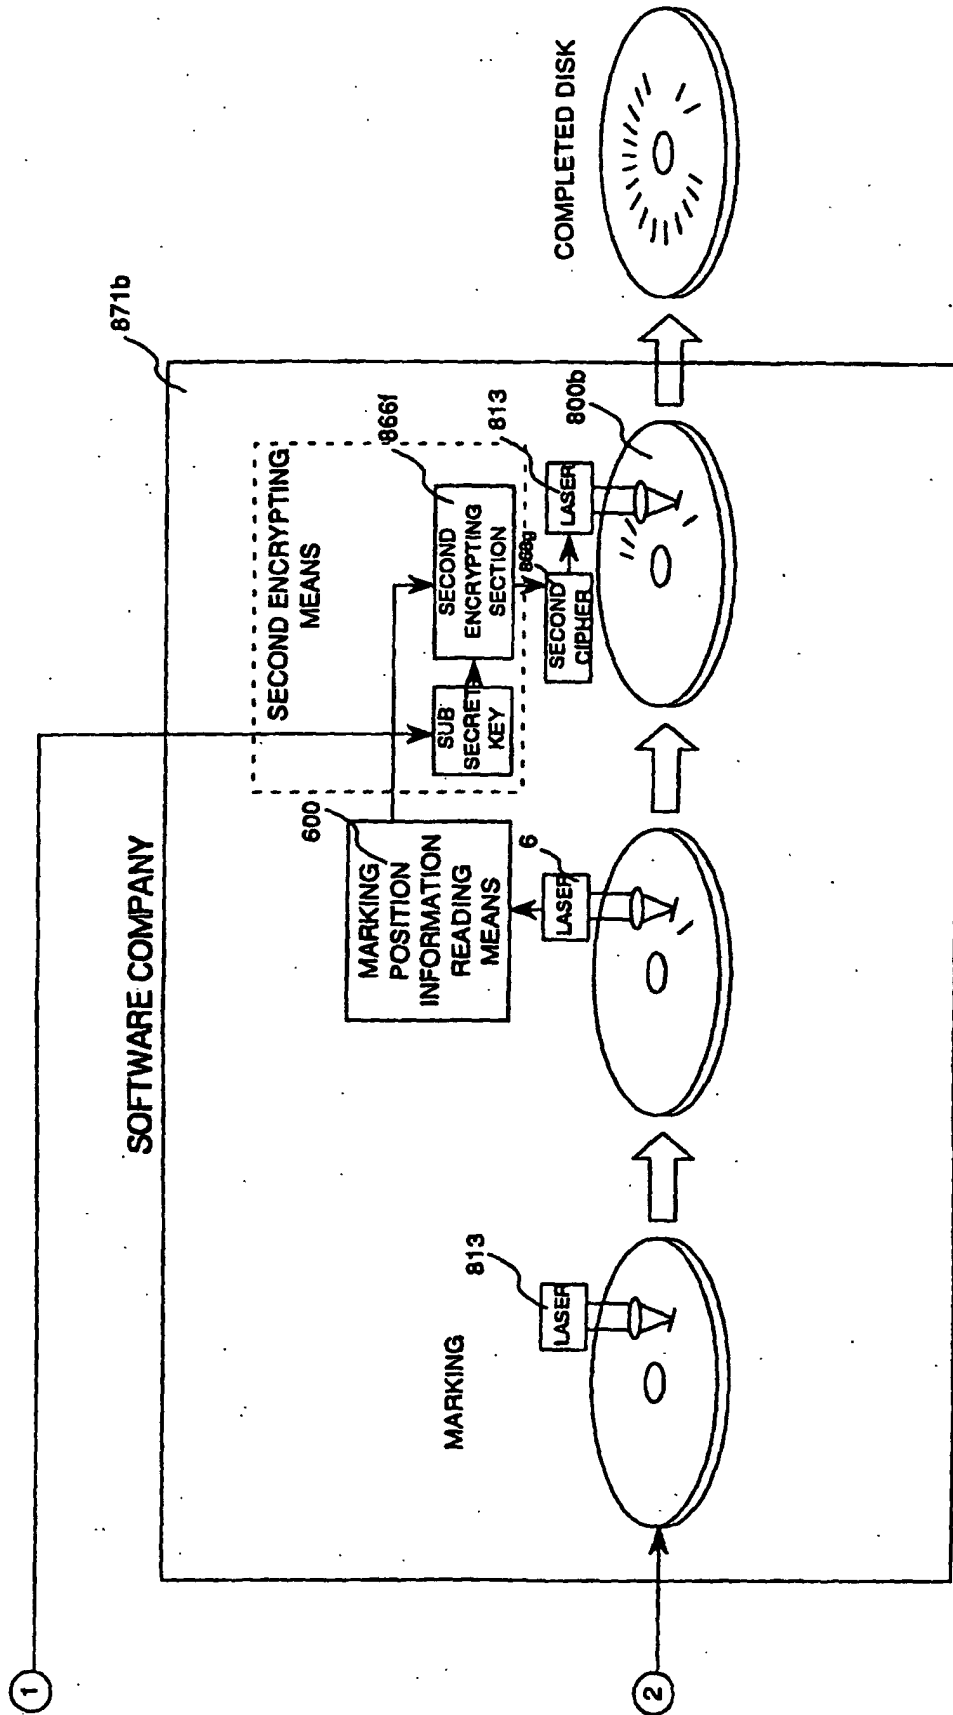 1
SOFTWARE COMPANY
871b
SECOND ENCRYPTING
MEANS
866f
SUB
SECRET
KEY
SECOND
ENCRYPTING
SECTION
600
MARKING
POSITION
INFORMATION
READING
MEANS
SECOND
CIPHER
813
LASER
800b
6
LASER
MARKING
813
LASER
COMPLETED DISK
2